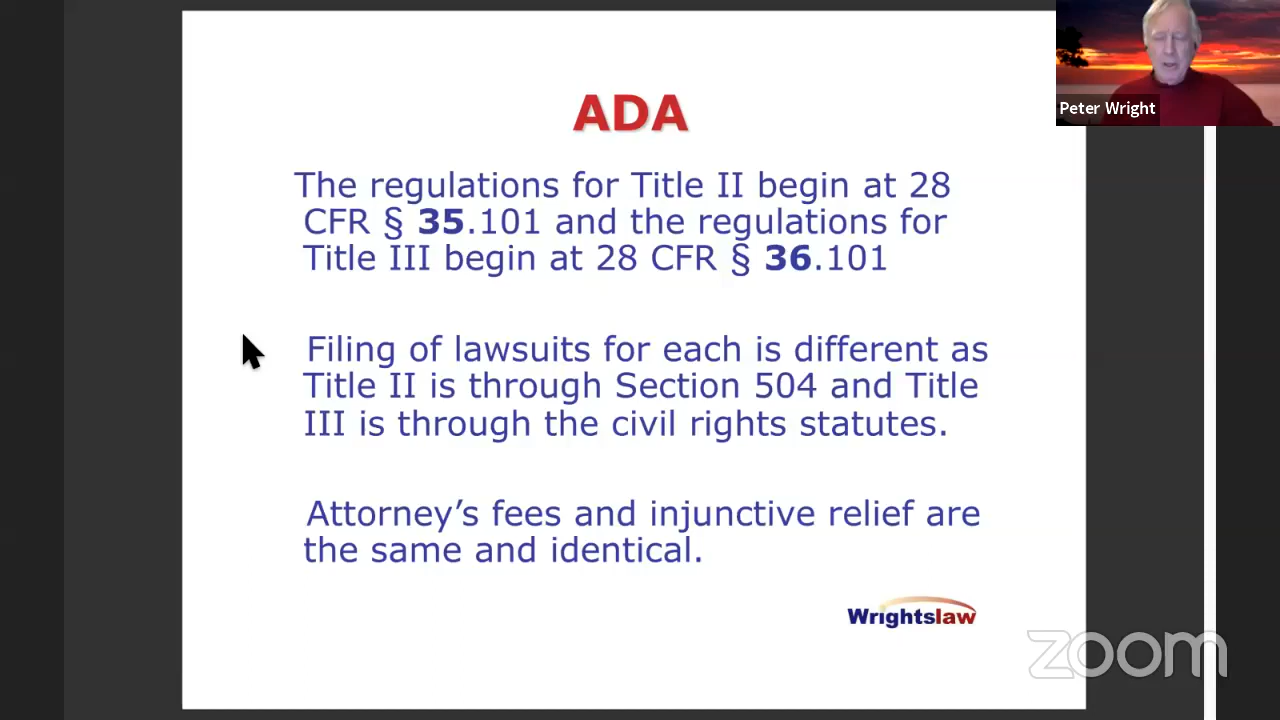 ADA
The regulations for Title II begin at 28
CFR § 35.101 and the regulations for
Title III begin at 28 CFR § 36.101
Filing of lawsuits for each is different as
Title II is through Section 504 and Title
III is through the civil rights statutes.
Attorney’s fees and injunctive relief are
the same and identical.
Wrightslaw
Peter Wright
zoom